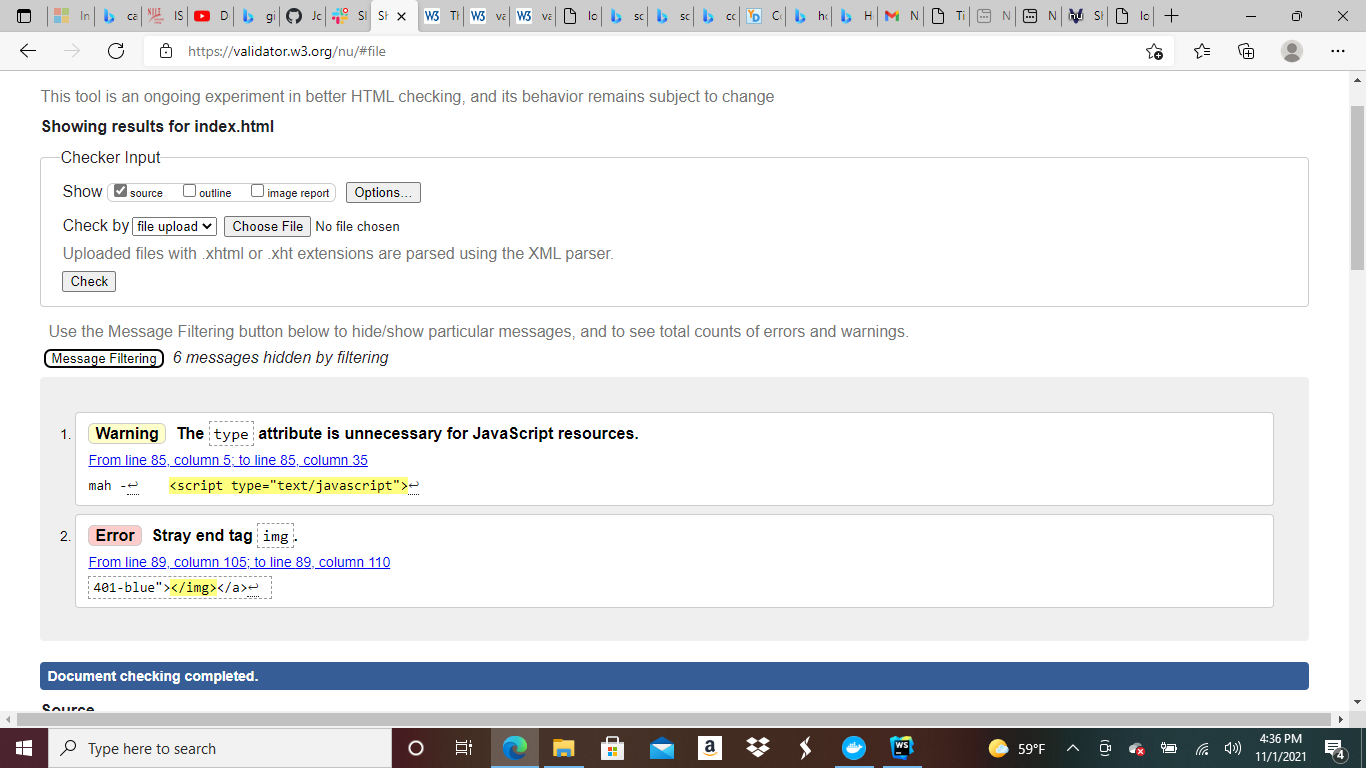 In
ca
IS
D
gi
Jc
Sl
Sh
W3 Th
W3 va
W3 va
lo
sc
sc
cc
YD Cc
ho
H
N
Ti
N
N
Sl
lo
https://validator.w3.org/nu/#file
This tool is an ongoing experiment in better HTML checking, and its behavior remains subject to change
Showing results for index.html
Checker Input
Show source outline image report Options...
Check by file upload Choose File No file chosen
Uploaded files with .xhtml or .xht extensions are parsed using the XML parser.
Check
Use the Message Filtering button below to hide/show particular messages, and to see total counts of errors and warnings.
Message Filtering 6 messages hidden by filtering
1. Warning The type attribute is unnecessary for JavaScript resources.
From line 85, column 5; to line 85, column 35
mah -↩ <script type="text/javascript">↩
2. Error Stray end tag img.
From line 89, column 105; to line 89, column 110
401-blue"></img></a>↩
Document checking completed.
Source
Type here to search
a
WS
59°F
4:36 PM
11/1/2021
4